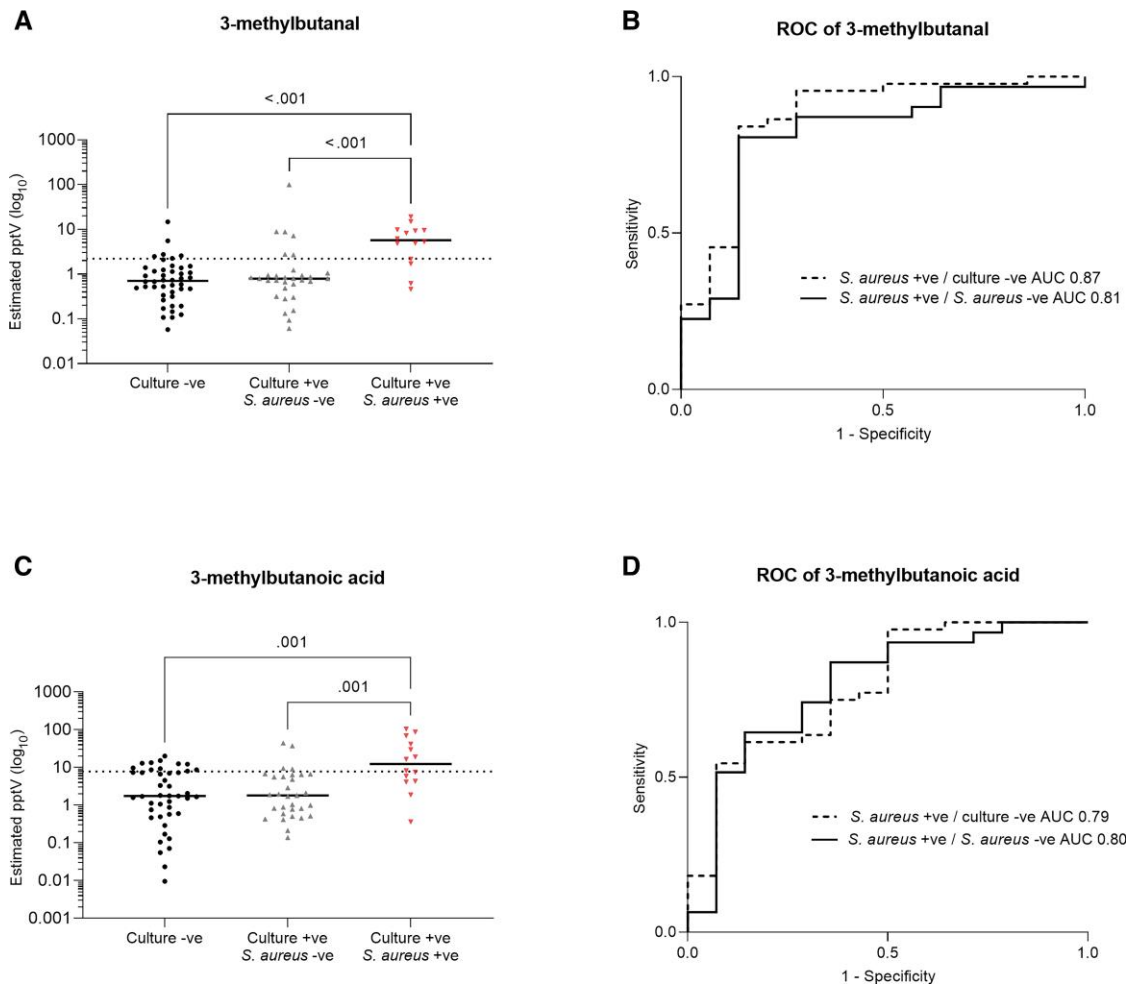 A
3-methylbutanal
<.001
<.001
Estimated pptV (log10)
1000
100
10
1
0.1
0.01
Culture -ve
Culture +ve
S. aureus -ve
Culture +ve
S. aureus +ve
B
ROC of 3-methylbutanal
Sensitivity
1.0
0.5
0.0
S. aureus +ve / culture -ve AUC 0.87
S. aureus +ve / S. aureus -ve AUC 0.81
0.0
0.5
1.0
1 - Specificity
C
3-methylbutanoic acid
.001
.001
Estimated pptV (log10)
1000
100
10
1
0.1
0.01
0.001
Culture -ve
Culture +ve
S. aureus -ve
Culture +ve
S. aureus +ve
D
ROC of 3-methylbutanoic acid
Sensitivity
1.0
0.5
0.0
S. aureus +ve / culture -ve AUC 0.79
S. aureus +ve / S. aureus -ve AUC 0.80
0.0
0.5
1.0
1 - Specificity